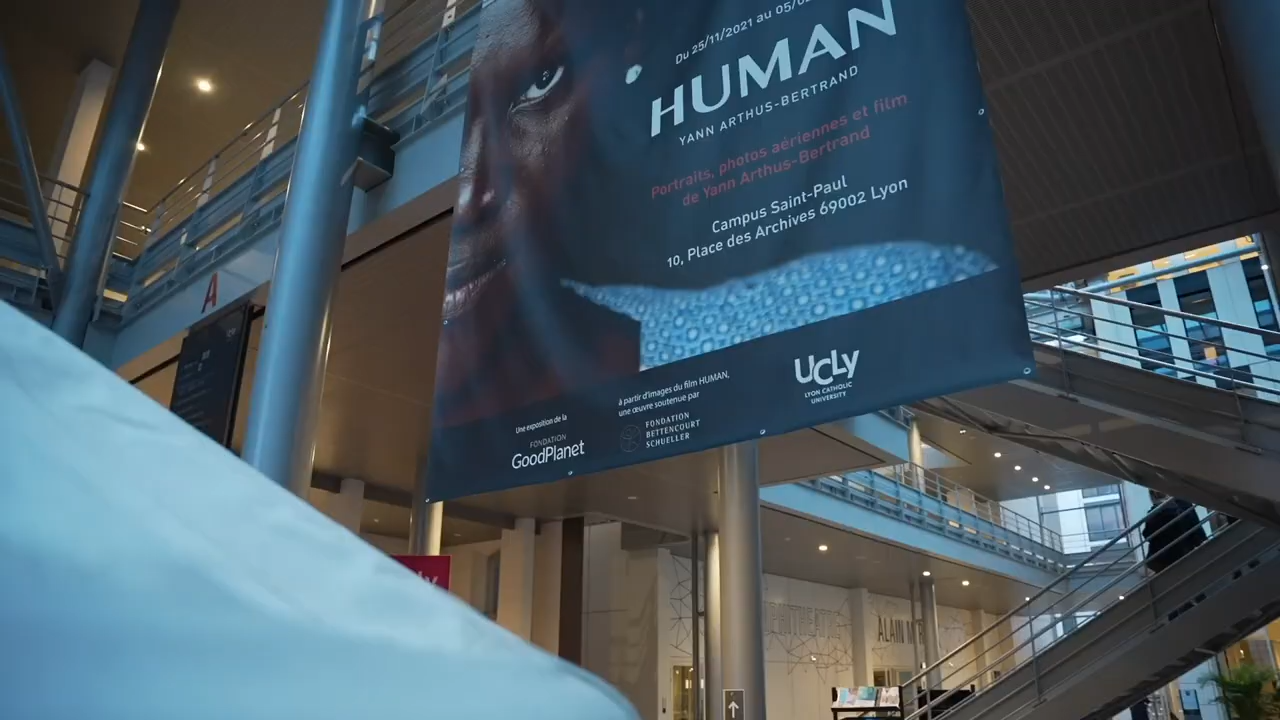 Du 25/11/2021 au 05/0
HUMAN
YANN ARTHUS-BERTRAND
Portraits, photos aériennes et film
de Yann Arthus-Bertrand
Campus Saint-Paul
10, Place des Archives 69002 Lyon
A
Une exposition de la
FONDATION
GoodPlanet
à partir d'images du film HUMAN,
une œuvre soutenue par
FONDATION
BETTENCOURT
SCHUELLER
UCLy
LYON CATHOLIC
UNIVERSITY
ly
ALAIN